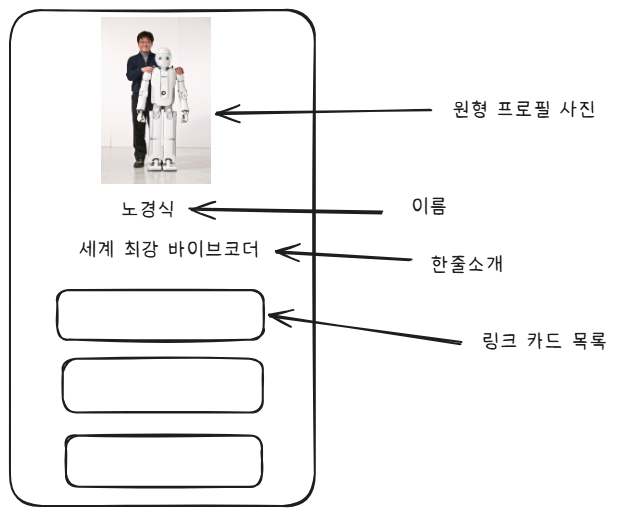 원형 프로필 사진
노경식
이름
세계 최강 바이브코더
한줄소개
링크 카드 목록